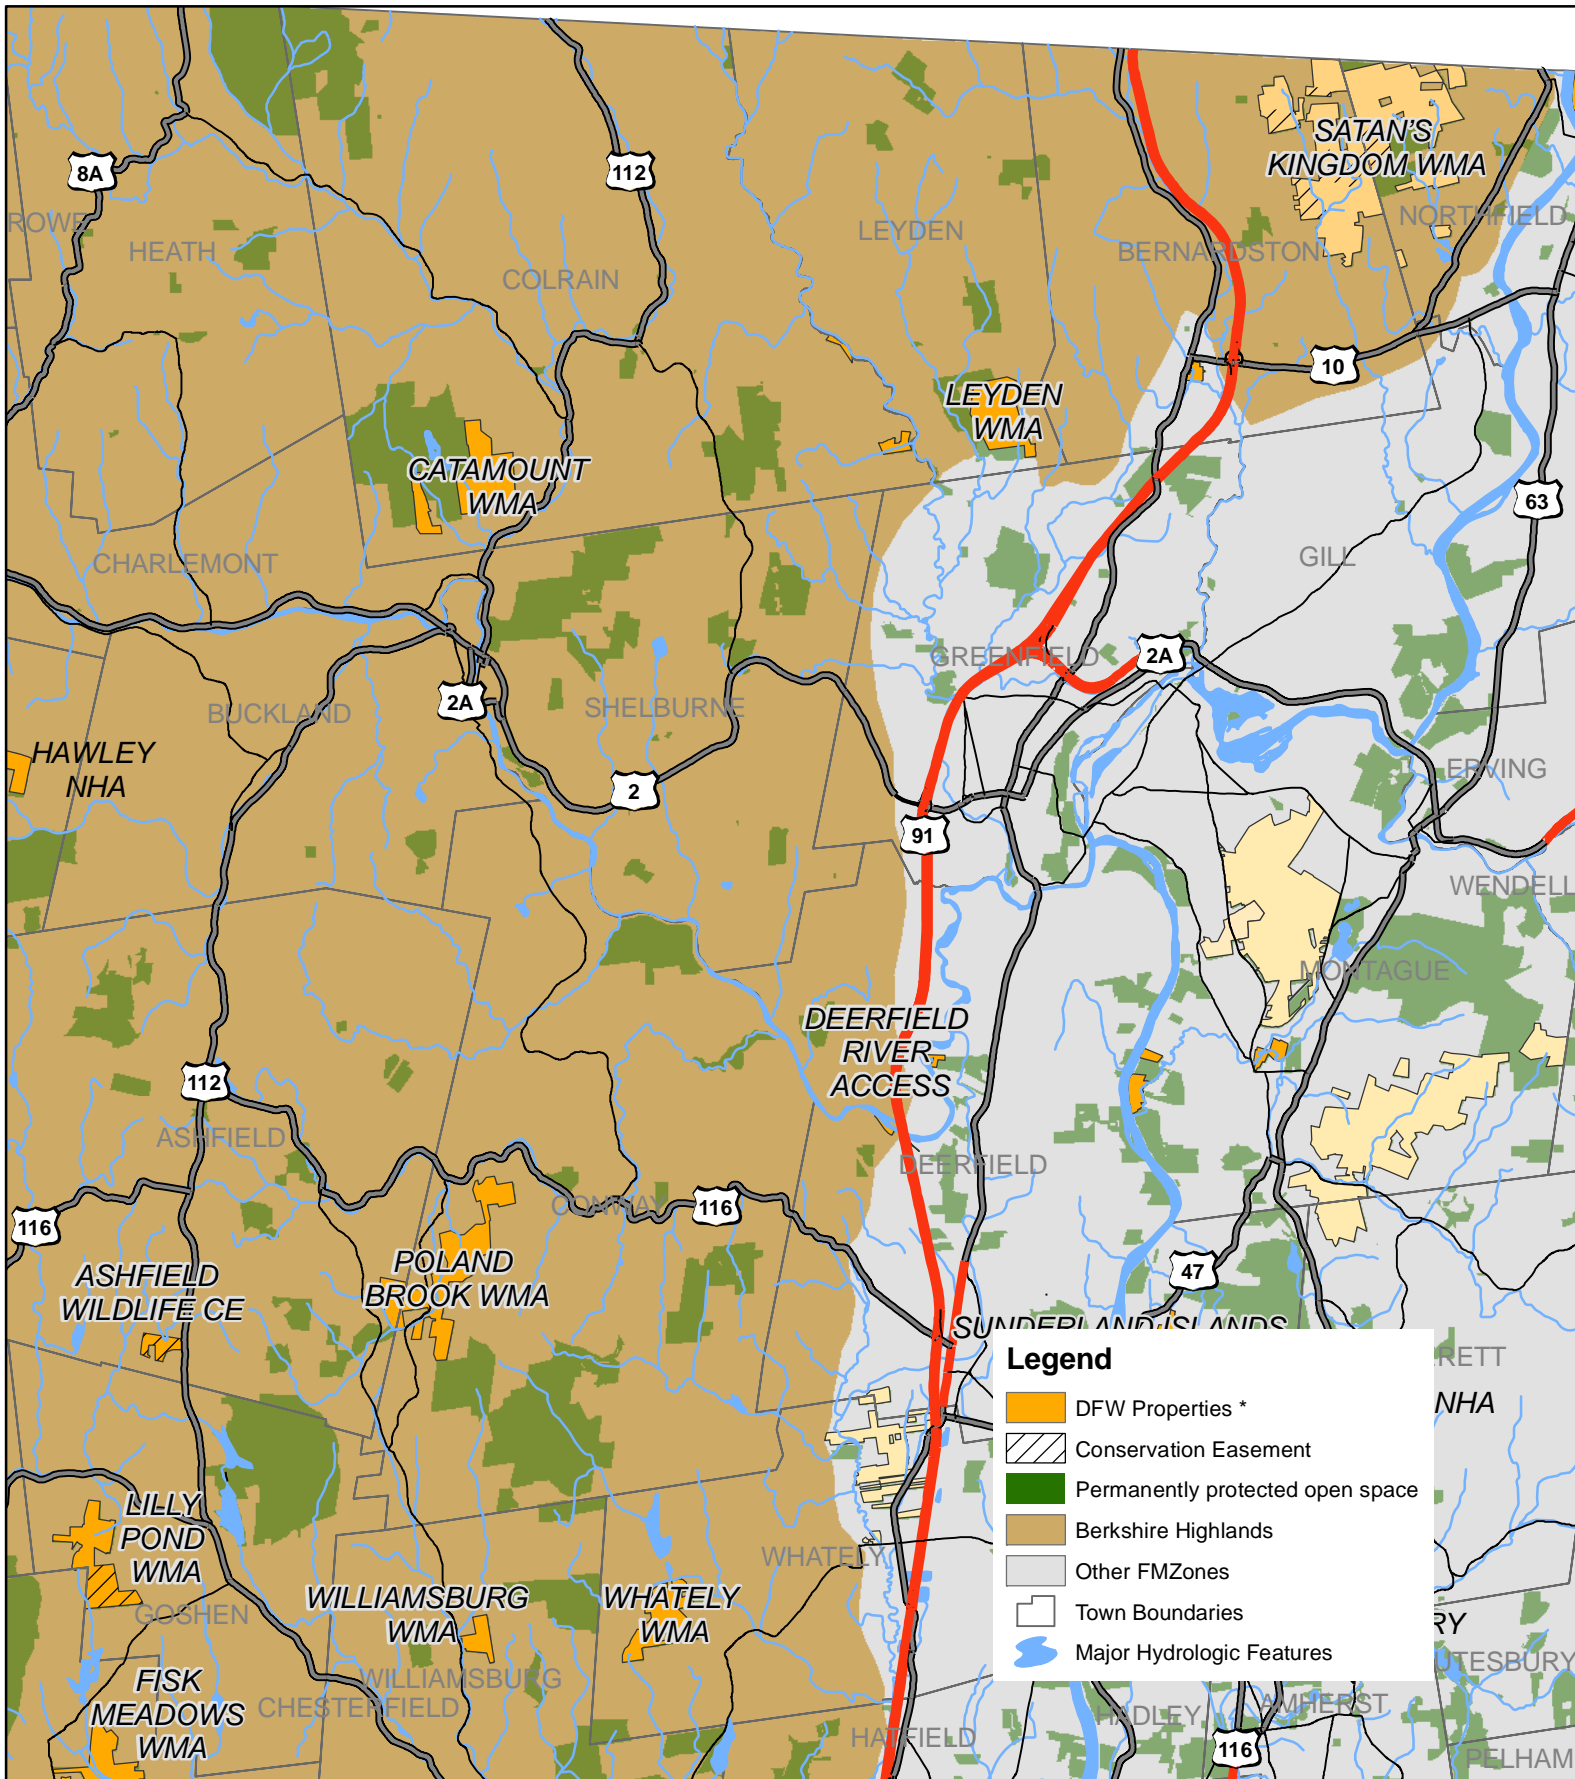 SATAN'S
KINGDOM WMA
8A
112
ROWE
HEATH
COLRAIN
LEYDEN
BERNARDSTON
NORTHFIELD
10
LEYDEN
WMA
CATAMOUNT
WMA
63
CHARLEMONT
GILL
GREENFIELD
2A
2A
BUCKLAND
SHELBURNE
HAWLEY
NHA
2
ERVING
91
WENDELL
MONTAGUE
DEERFIELD
RIVER
ACCESS
112
ASHFIELD
DEERFIELD
CONWAY
116
116
POLAND
BROOK WMA
ASHFIELD
WILDLIFE CE
47
SUNDERLAND ISLANDS
Legend
DFW Properties *
Conservation Easement
Permanently protected open space
Berkshire Highlands
Other FMZones
Town Boundaries
Major Hydrologic Features
RETT
NHA
LILLY
POND
WMA
WHATELY
GOSHEN
WILLIAMSBURG
WMA
WHATELY
WMA
RY
UTESBURY
WILLIAMSBURG
CHESTERFIELD
FISK
MEADOWS
WMA
HATFIELD
HADLEY
AMHERST
116
PELHAM